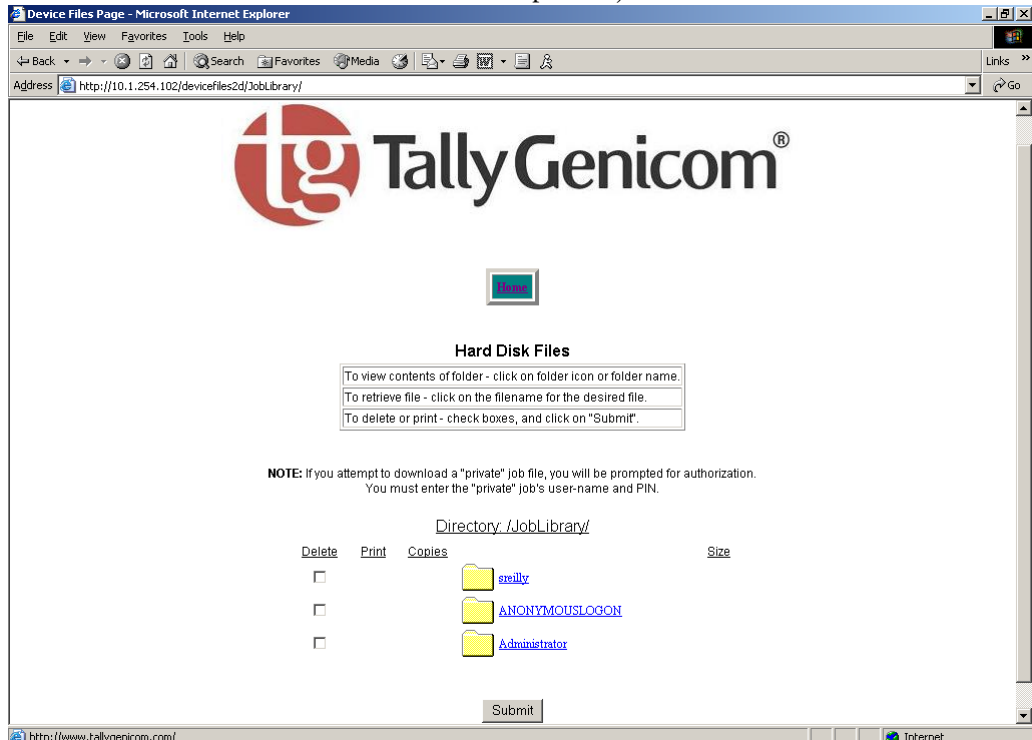 Device Files Page - Microsoft Internet Explorer
File Edit View Favorites Tools Help
Back Search Favorites Media Links »
Address http://10.1.254.102/devicefiles2d/JobLibrary/ Go
tg TallyGenicom®
Home
Hard Disk Files
To view contents of folder - click on folder icon or folder name.
To retrieve file - click on the filename for the desired file.
To delete or print - check boxes, and click on "Submit".
NOTE: If you attempt to download a "private" job file, you will be prompted for authorization.
You must enter the "private" job's user-name and PIN.
Directory: /JobLibrary/
Delete Print Copies Size
sreilly
ANONYMOUSLOGON
Administrator
Submit
http://www.tallygenicom.com/ Internet